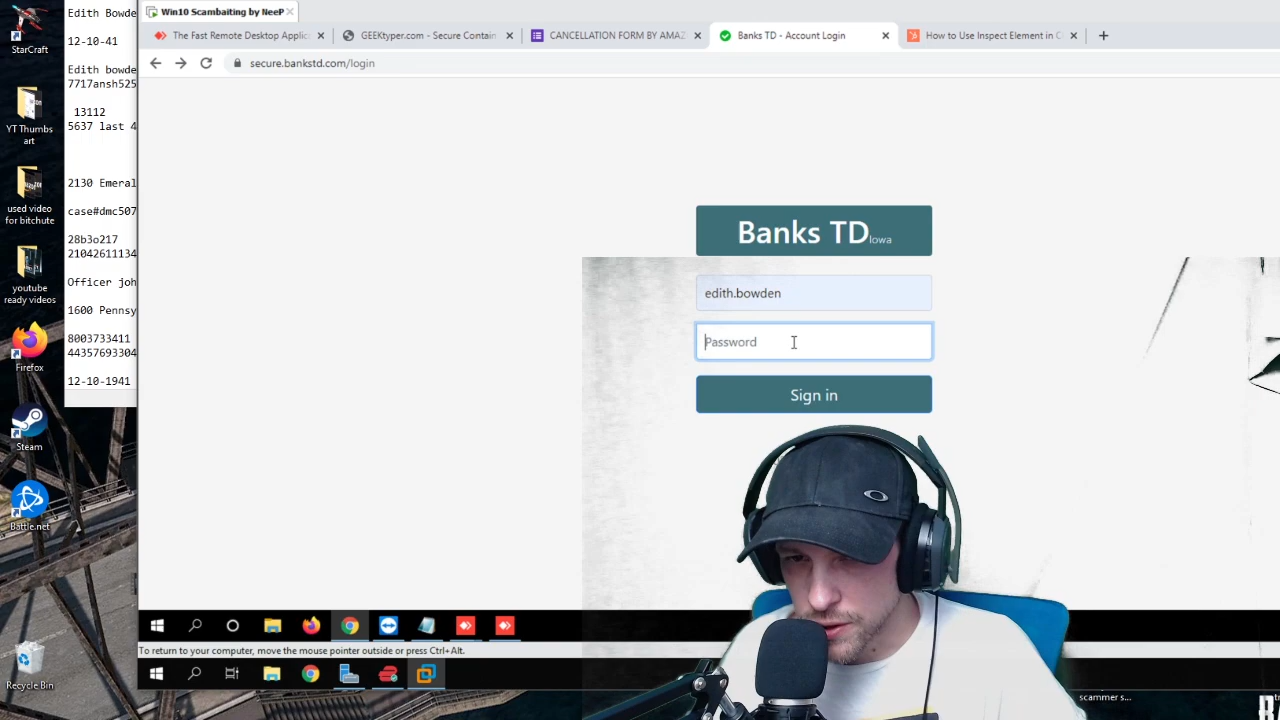 StarCraft
YT Thumbs
art
used video
for bitchute
youtube
ready videos
Firefox
Steam
Battle.net
Recycle Bin
Edith Bowde
12-10-41
Edith bowde
7717ansh525
13112
5637 last 4
2130 Emeral
case#dmc507
28b3o217
21042611134
Officer joh
1600 Pennsy
8003733411
44357693304
12-10-1941
Win10 Scambaiting by NeeP
The Fast Remote Desktop Applic
GEEKtyper.com - Secure Contain
CANCELLATION FORM BY AMAZ
Banks TD - Account Login
How to Use Inspect Element in C
secure.bankstd.com/login
Banks TD Iowa
edith.bowden
Password
Sign in
To return to your computer, move the mouse pointer outside or press Ctrl+Alt.
scammer s...